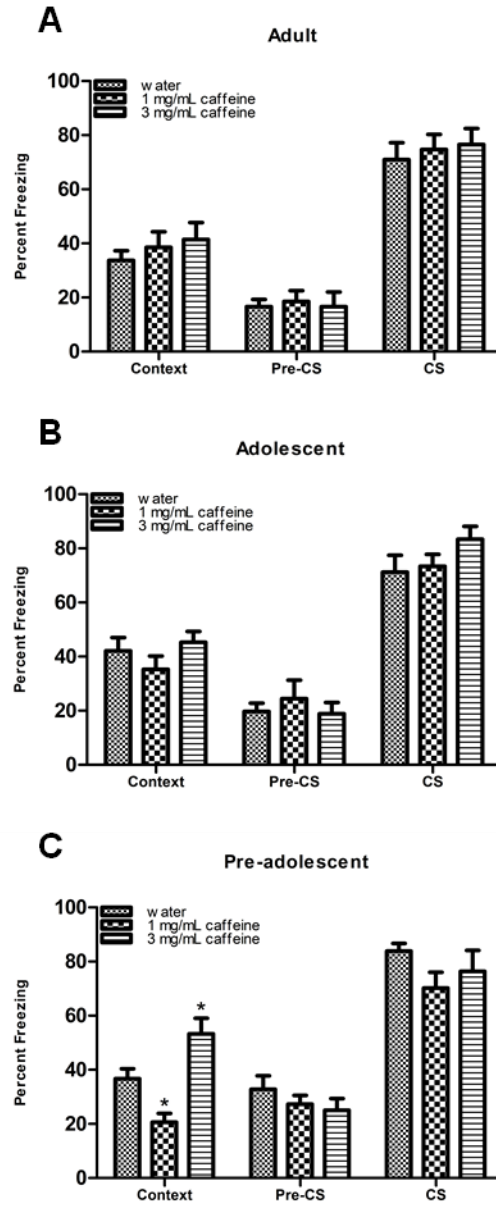 A
Adult
100
80
60
40
20
0
Percent Freezing
water
1 mg/mL caffeine
3 mg/mL caffeine
Context Pre-CS CS
B
Adolescent
100
80
60
40
20
0
Percent Freezing
water
1 mg/mL caffeine
3 mg/mL caffeine
Context Pre-CS CS
C
Pre-adolescent
100
80
60
40
20
0
Percent Freezing
water
1 mg/mL caffeine
3 mg/mL caffeine
*
*
Context Pre-CS CS